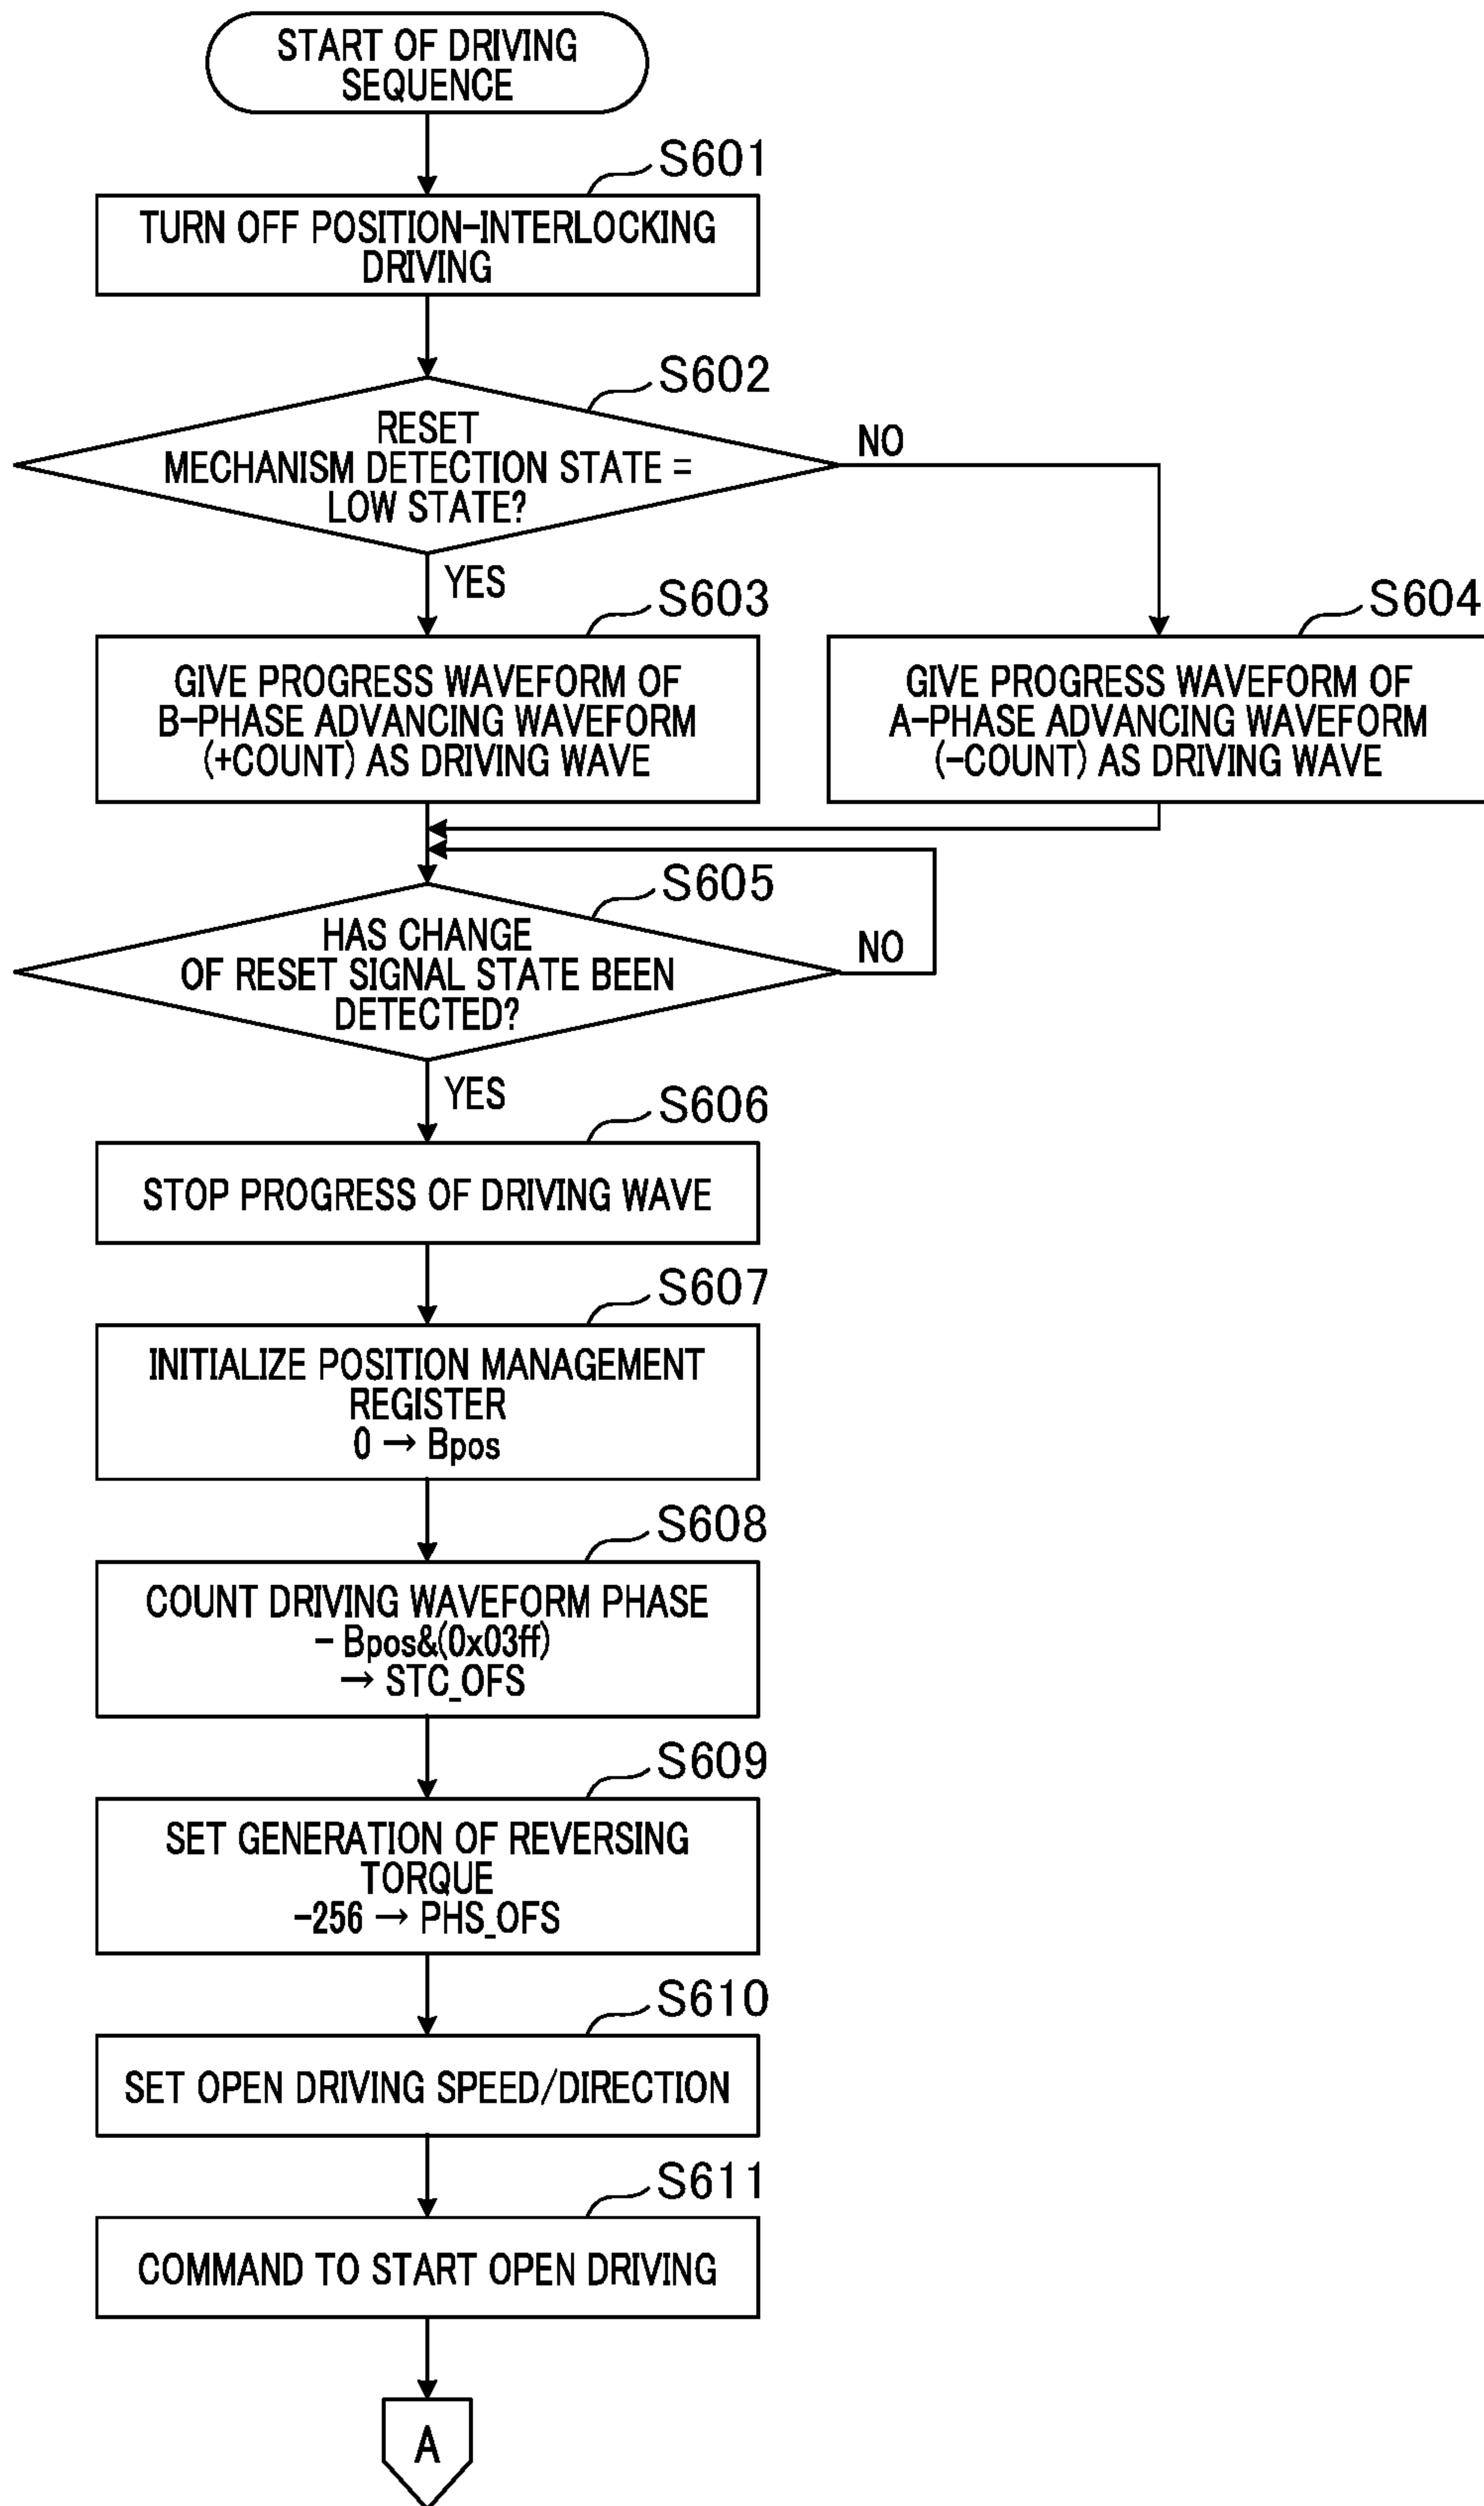 START OF DRIVING
SEQUENCE
S601
TURN OFF POSITION-INTERLOCKING
DRIVING
S602
RESET
MECHANISM DETECTION STATE =
LOW STATE?
NO
YES
S603
GIVE PROGRESS WAVEFORM OF
B-PHASE ADVANCING WAVEFORM
(+COUNT) AS DRIVING WAVE
S604
GIVE PROGRESS WAVEFORM OF
A-PHASE ADVANCING WAVEFORM
(-COUNT) AS DRIVING WAVE
S605
HAS CHANGE
OF RESET SIGNAL STATE BEEN
DETECTED?
NO
YES
S606
STOP PROGRESS OF DRIVING WAVE
S607
INITIALIZE POSITION MANAGEMENT
REGISTER
0 → Bpos
S608
COUNT DRIVING WAVEFORM PHASE
- Bpos&(0x03ff)
→ STC_OFS
S609
SET GENERATION OF REVERSING
TORQUE
-256 → PHS_OFS
S610
SET OPEN DRIVING SPEED/DIRECTION
S611
COMMAND TO START OPEN DRIVING
A